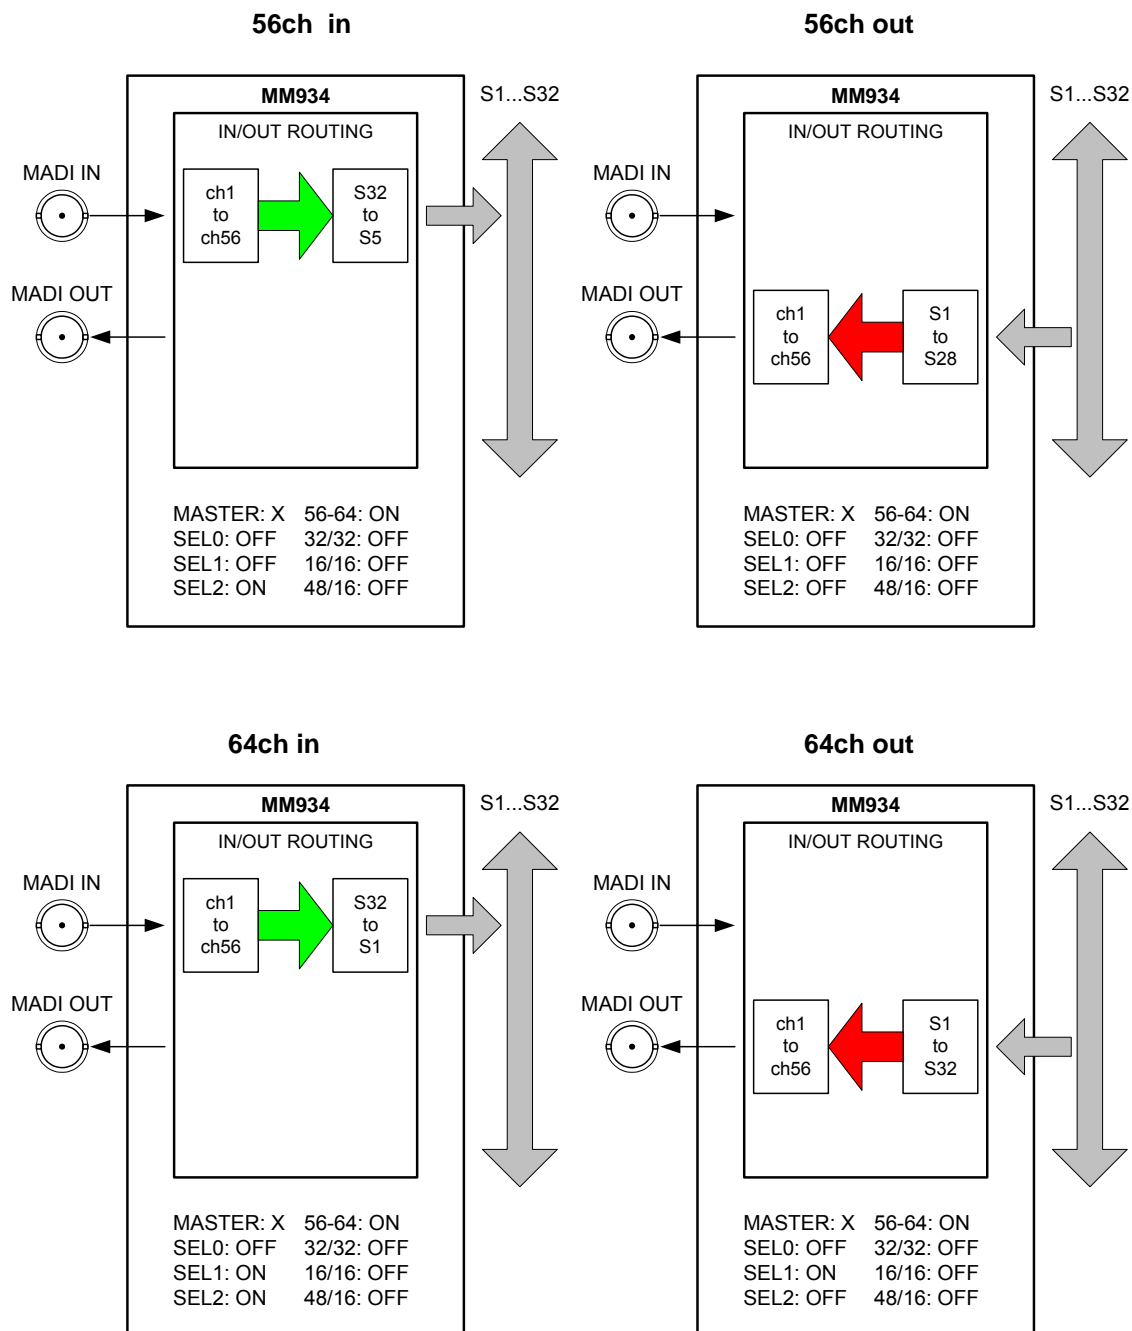 56ch in
MM934
S1...S32
IN/OUT ROUTING
MADI IN
ch1
to
ch56
S32
to
S5
MADI OUT
MASTER: X 56-64: ON
SEL0: OFF 32/32: OFF
SEL1: OFF 16/16: OFF
SEL2: ON 48/16: OFF
56ch out
MM934
S1...S32
IN/OUT ROUTING
MADI IN
MADI OUT
ch1
to
ch56
S1
to
S28
MASTER: X 56-64: ON
SEL0: OFF 32/32: OFF
SEL1: OFF 16/16: OFF
SEL2: OFF 48/16: OFF
64ch in
MM934
S1...S32
IN/OUT ROUTING
MADI IN
ch1
to
ch56
S32
to
S1
MADI OUT
MASTER: X 56-64: ON
SEL0: OFF 32/32: OFF
SEL1: ON 16/16: OFF
SEL2: ON 48/16: OFF
64ch out
MM934
S1...S32
IN/OUT ROUTING
MADI IN
MADI OUT
ch1
to
ch56
S1
to
S32
MASTER: X 56-64: ON
SEL0: OFF 32/32: OFF
SEL1: ON 16/16: OFF
SEL2: OFF 48/16: OFF